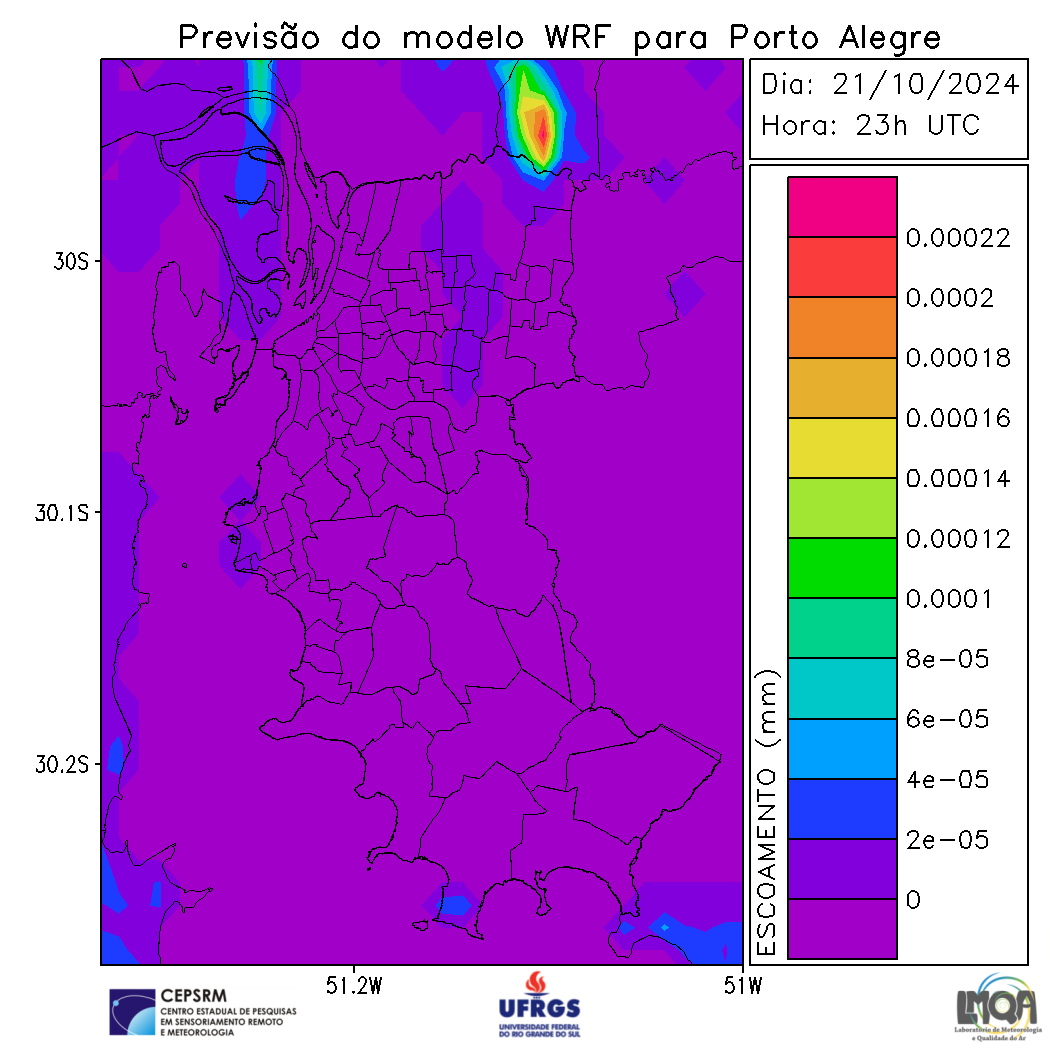 Previsão do modelo WRF para Porto Alegre
Dia: 21/10/2024
Hora: 23h UTC
30S
30.1S
30.2S
51.2W
51W
0.00022
0.0002
0.00018
0.00016
0.00014
0.00012
0.0001
8e-05
6e-05
4e-05
2e-05
0
ESCOAMENTO (mm)
CEPSRM
CENTRO ESTADUAL DE PESQUISAS
EM SENSORIAMENTO REMOTO
E METEOROLOGIA
UFRGS
UNIVERSIDADE FEDERAL
DO RIO GRANDE DO SUL
LMQA
Laboratório de Meteorologia
e Qualidade do Ar